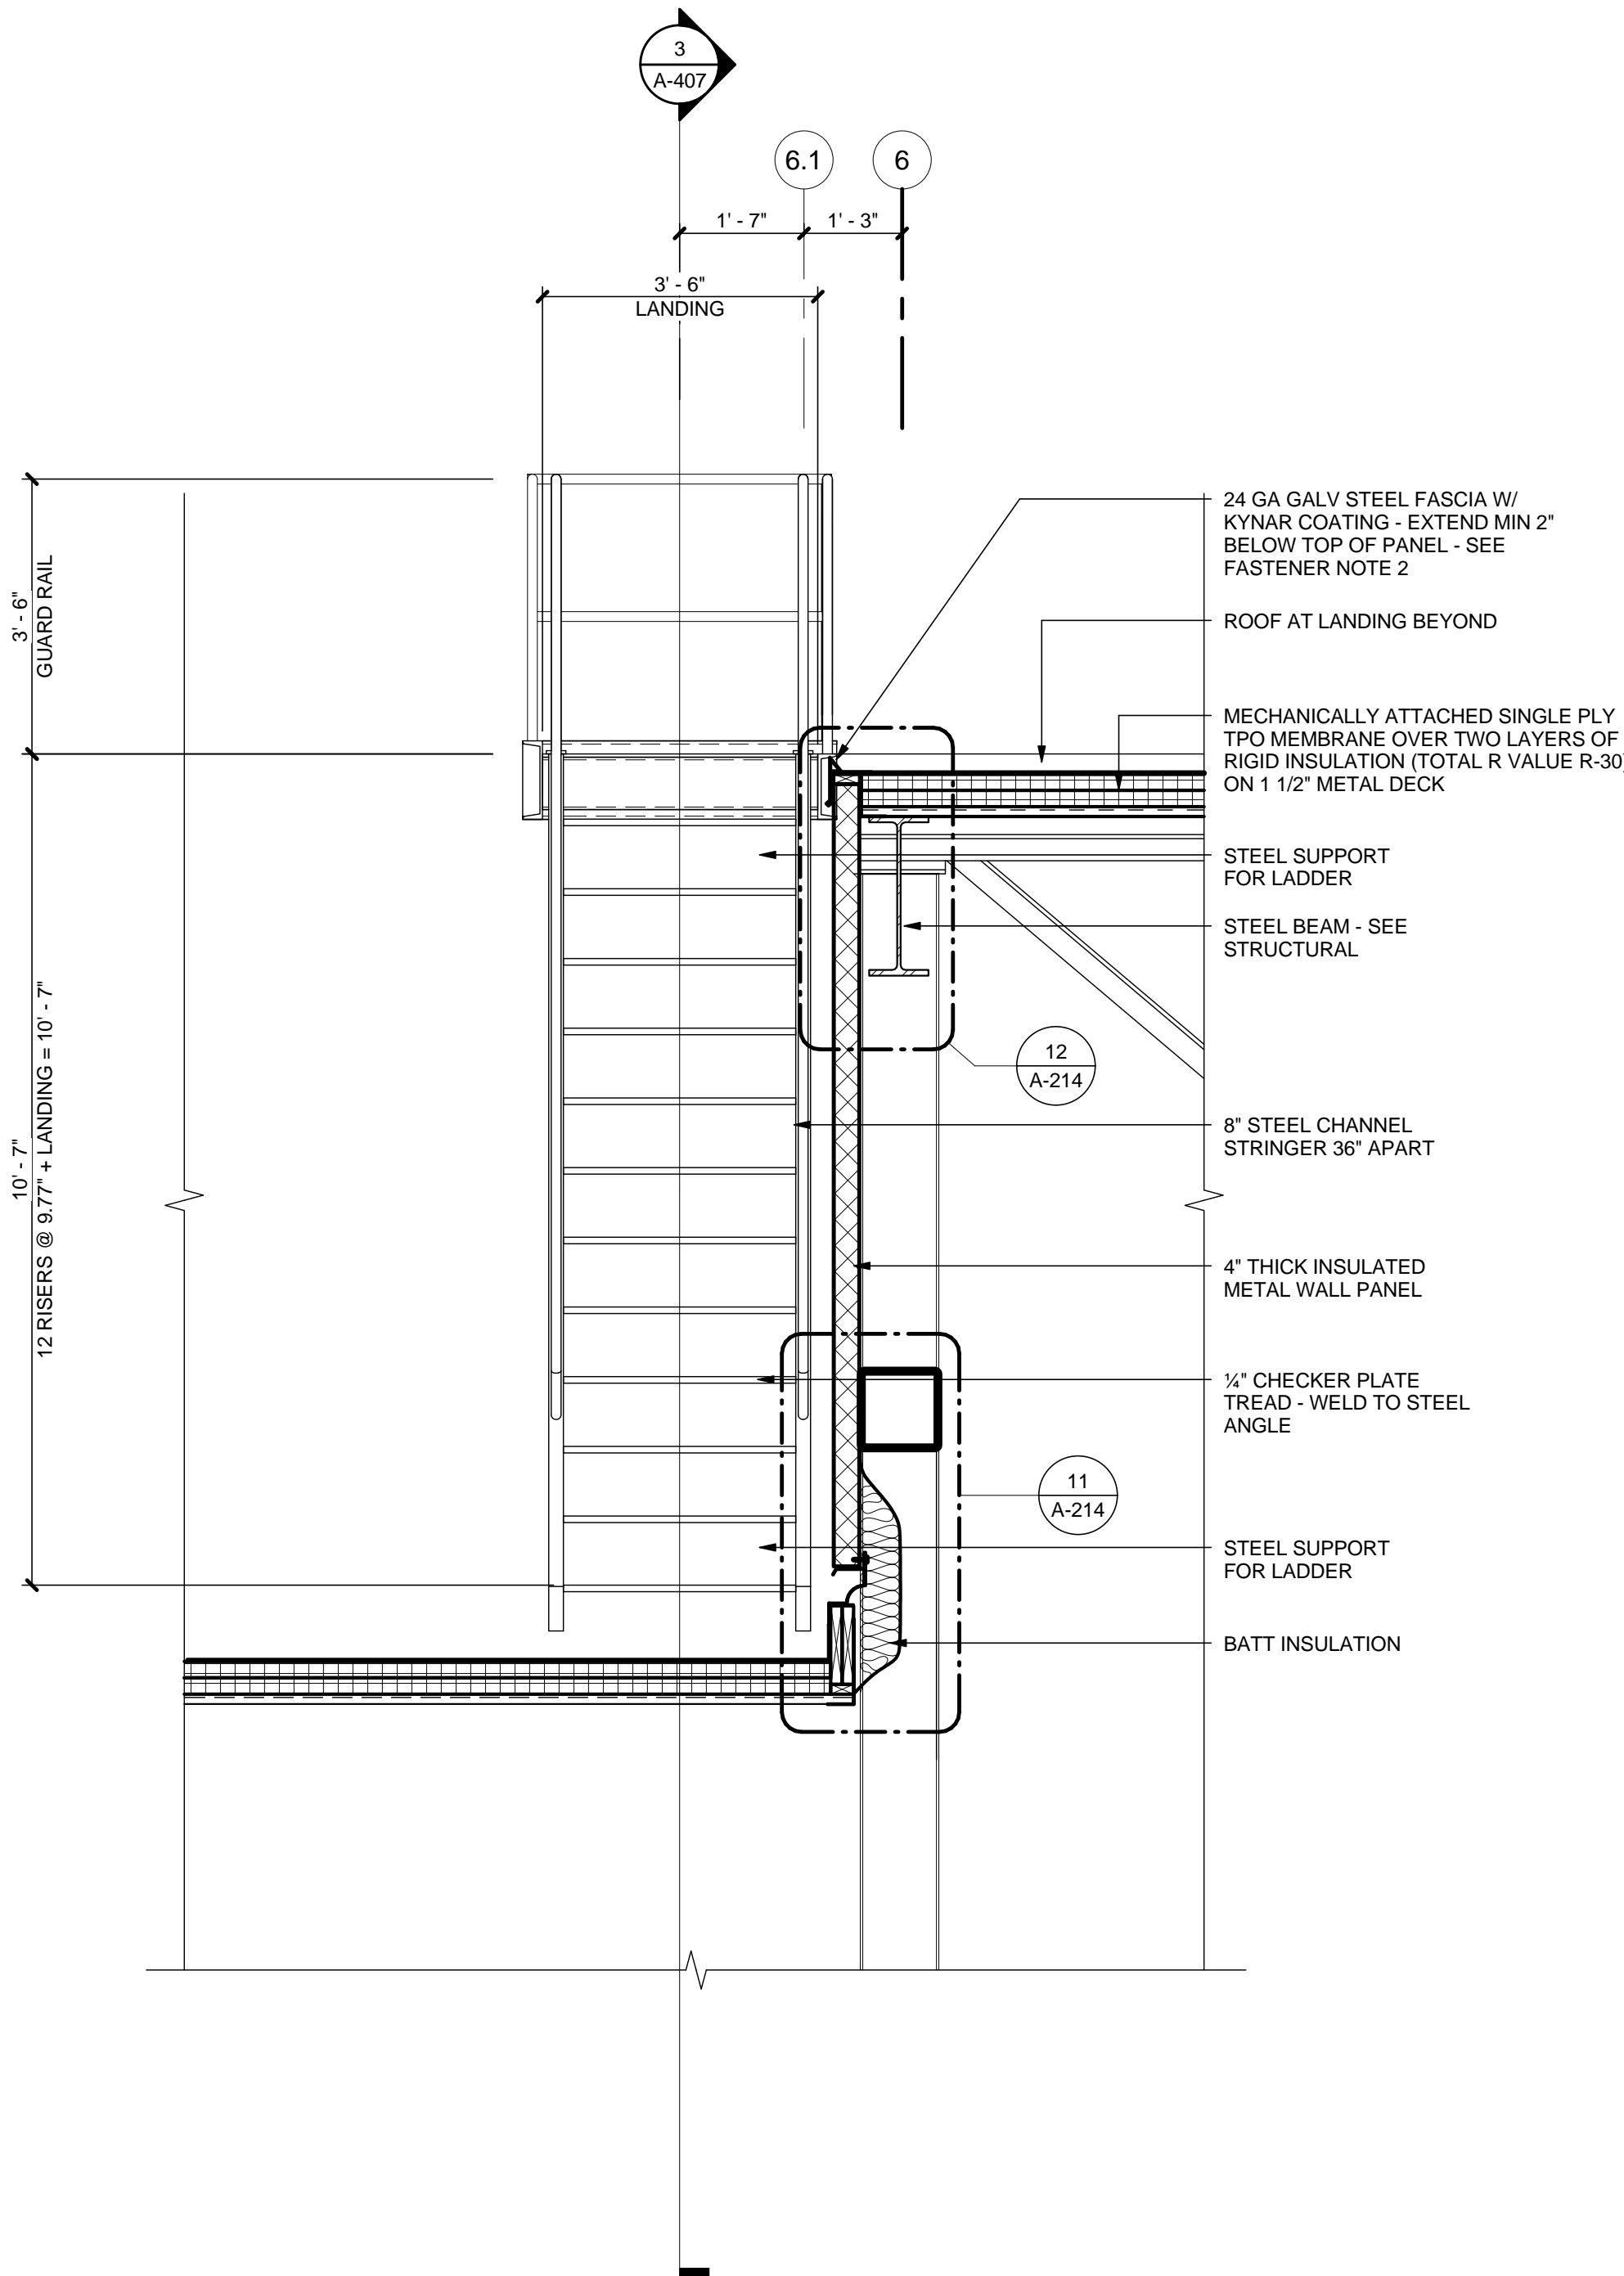 3
A-407
6.1
6
1' - 7"
1' - 3"
3' - 6"
LANDING
3' - 6"
GUARD RAIL
10' - 7"
12 RISERS @ 9.77" + LANDING = 10' - 7"
24 GA GALV STEEL FASCIA W/
KYNAR COATING - EXTEND MIN 2"
BELOW TOP OF PANEL - SEE
FASTENER NOTE 2
ROOF AT LANDING BEYOND
MECHANICALLY ATTACHED SINGLE PLY
TPO MEMBRANE OVER TWO LAYERS OF
RIGID INSULATION (TOTAL R VALUE R-30)
ON 1 1/2" METAL DECK
STEEL SUPPORT
FOR LADDER
STEEL BEAM - SEE
STRUCTURAL
12
A-214
8" STEEL CHANNEL
STRINGER 36" APART
4" THICK INSULATED
METAL WALL PANEL
¼" CHECKER PLATE
TREAD - WELD TO STEEL
ANGLE
11
A-214
STEEL SUPPORT
FOR LADDER
BATT INSULATION